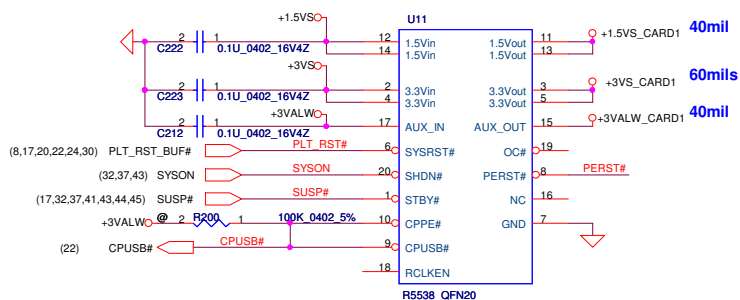 U11
+1.5VS
C222 2 1 0.1U_0402_16V4Z
12 1.5Vin 1.5Vout 11 +1.5VS_CARD1 40mil
14 1.5Vin 1.5Vout 13
+3VS
C223 2 1 0.1U_0402_16V4Z
2 3.3Vin 3.3Vout 3 +3VS_CARD1 60mils
4 3.3Vin 3.3Vout 5
+3VALW
C212 2 1 0.1U_0402_16V4Z
17 AUX_IN AUX_OUT 15 +3VALW_CARD1 40mil
(8,17,20,22,24,30) PLT_RST_BUF# PLT_RST# 6 SYSRST# OC# 19
(32,37,43) SYSON SYSON 20 SHDN# PERST# 8 PERST#
(17,32,37,41,43,44,45) SUSP# SUSP# 1 STBY# NC 16
+3VALW @ 2 R200 1 100K_0402_5% 10 CPPE# GND 7
(22) CPUSB# CPUSB# 9 CPUSB#
18 RCLKEN
R5538_QFN20